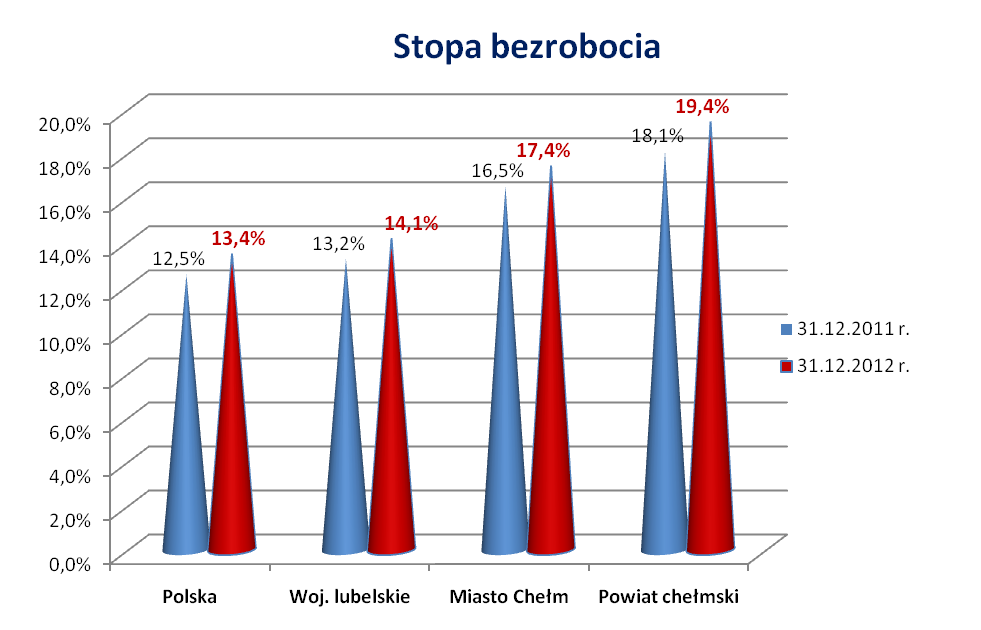 Stopa bezrobocia
20,0%
18,0%
16,0%
14,0%
12,0%
10,0%
8,0%
6,0%
4,0%
2,0%
0,0%
12,5%
13,4%
13,2%
14,1%
16,5%
17,4%
18,1%
19,4%
Polska
Woj. lubelskie
Miasto Chełm
Powiat chełmski
31.12.2011 r.
31.12.2012 r.